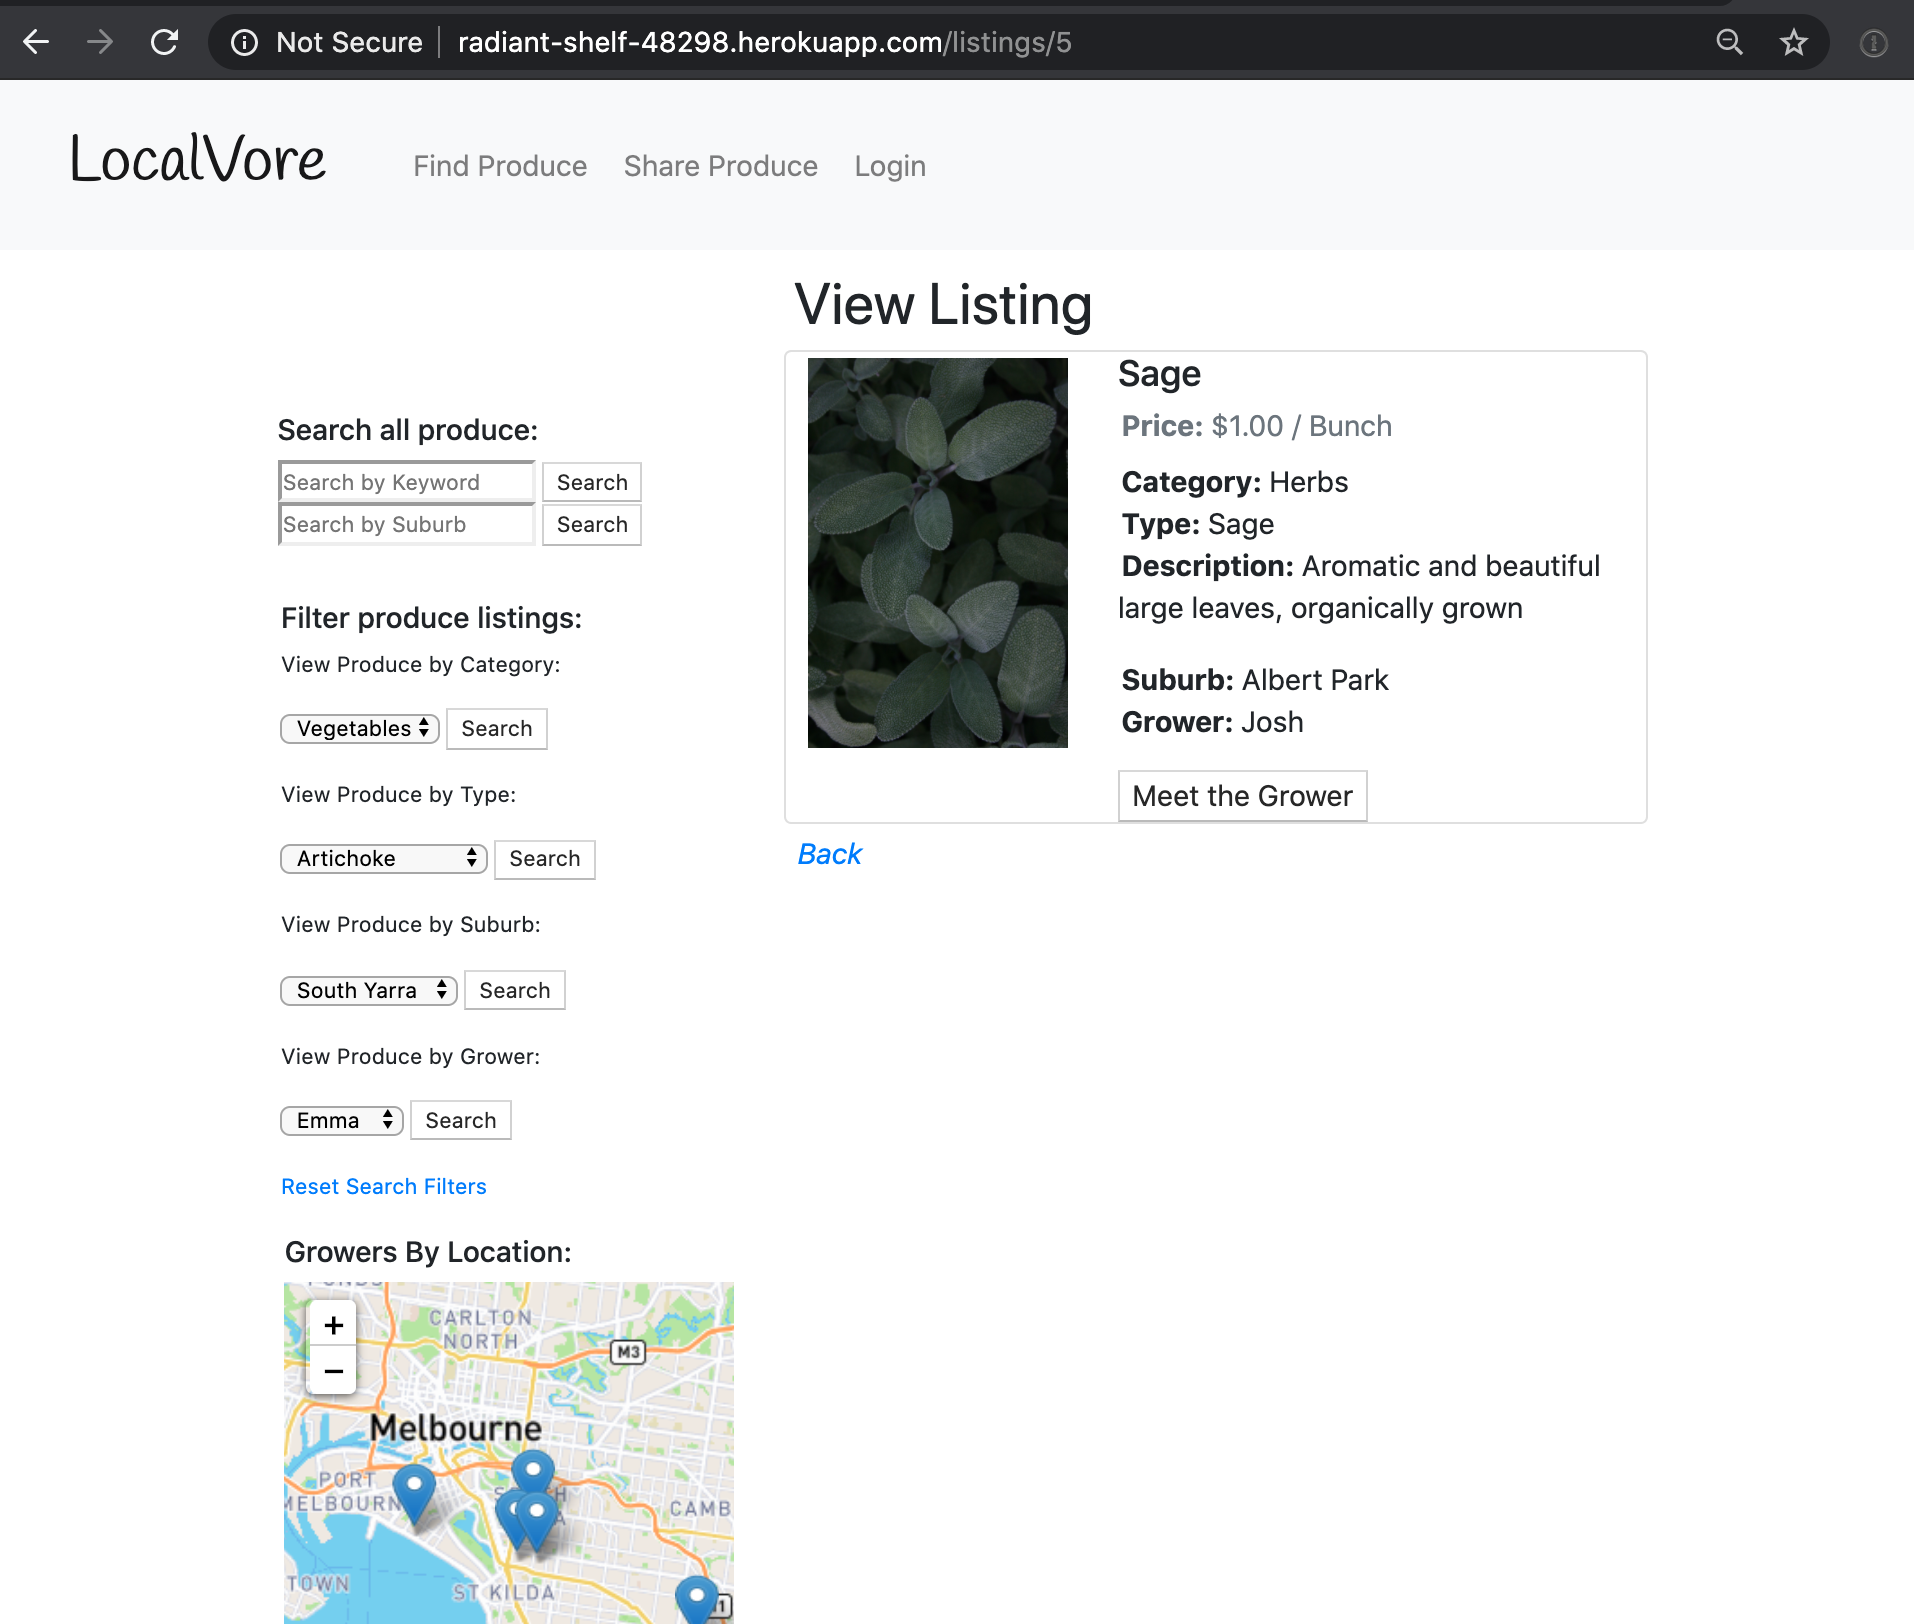 Not Secure radiant-shelf-48298.herokuapp.com/listings/5
LocalVore
Find Produce Share Produce Login
View Listing
Search all produce:
Search by Keyword Search
Search by Suburb Search
Filter produce listings:
View Produce by Category:
Vegetables Search
View Produce by Type:
Artichoke Search
View Produce by Suburb:
South Yarra Search
View Produce by Grower:
Emma Search
Reset Search Filters
Growers By Location:
+
−
CARLTON
NORTH
M3
Melbourne
PORT
MELBOURN
CAMB
TOWN
ST KILDA
Sage
Price: $1.00 / Bunch
Category: Herbs
Type: Sage
Description: Aromatic and beautiful
large leaves, organically grown
Suburb: Albert Park
Grower: Josh
Meet the Grower
Back